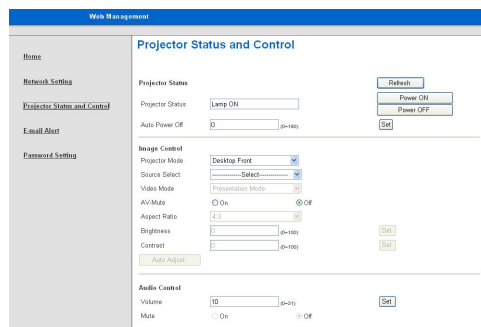 Web Management
Projector Status and Control
Home
Network Setting
Projector Status and Control
E-mail Alert
Password Setting
Projector Status
Refresh
Power ON
Projector Status Lamp ON
Power OFF
Auto Power Off 0 (0~180) Set
Image Control
Projector Mode Desktop Front
Source Select --------------Select--------------
Video Mode Presentation Mode
AV-Mute On Off
Aspect Ratio 4:3
Brightness 0 (0~100) Set
Contrast 0 (0~100) Set
Auto Adjust
Audio Control
Volume 10 (0~31) Set
Mute On Off